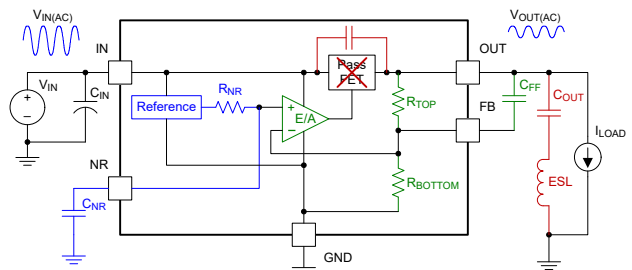 VIN(AC)
VOUT(AC)
IN
OUT
Pass
FET
VIN
CIN
Reference
RNR
+
E/A
−
RTOP
CFF
FB
COUT
ILOAD
NR
CNR
RBOTTOM
ESL
GND